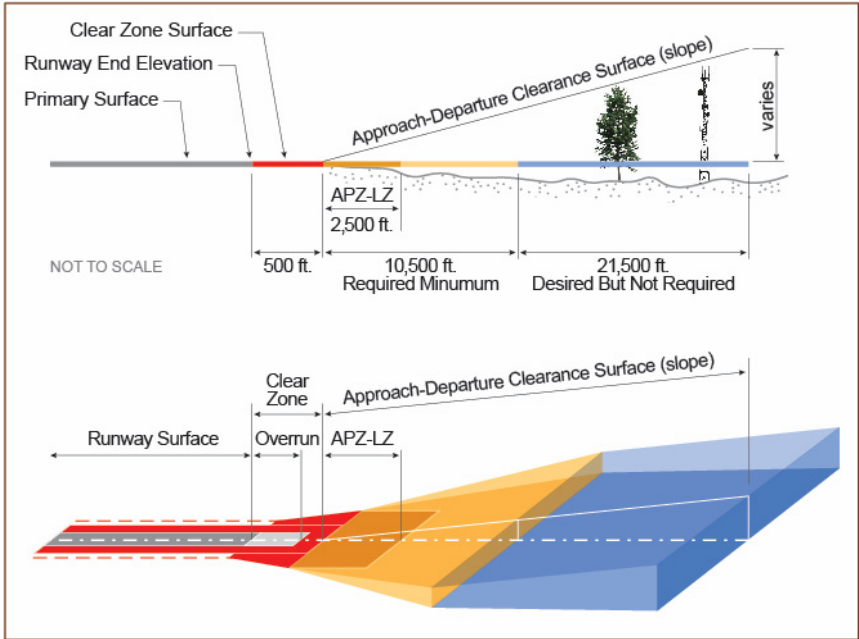 Clear Zone Surface
Runway End Elevation
Primary Surface
Approach-Departure Clearance Surface (slope)
varies
APZ-LZ
2,500 ft.
NOT TO SCALE
500 ft.
10,500 ft.
Required Minumum
21,500 ft.
Desired But Not Required
Clear
Zone
Approach-Departure Clearance Surface (slope)
Runway Surface
Overrun
APZ-LZ